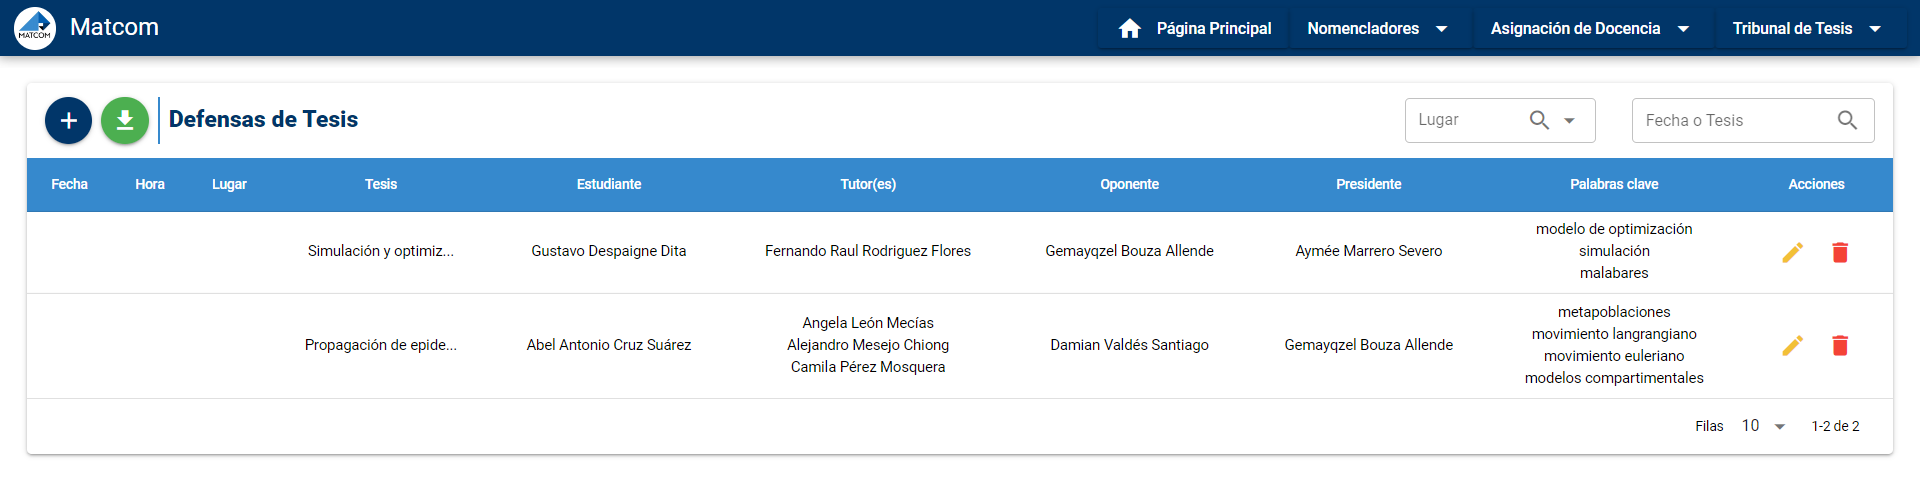 MATCOM
Matcom
Página Principal
Nomencladores
Asignación de Docencia
Tribunal de Tesis
Defensas de Tesis
Lugar
Fecha o Tesis
Fecha Hora Lugar Tesis Estudiante Tutor(es) Oponente Presidente Palabras clave Acciones
Simulación y optimiz...
Gustavo Despaigne Dita
Fernando Raul Rodriguez Flores
Gemayqzel Bouza Allende
Aymée Marrero Severo
modelo de optimización
simulación
malabares
Propagación de epide...
Abel Antonio Cruz Suárez
Angela León Mecías
Alejandro Mesejo Chiong
Camila Pérez Mosquera
Damian Valdés Santiago
Gemayqzel Bouza Allende
metapoblaciones
movimiento langrangiano
movimiento euleriano
modelos compartimentales
Filas 10 1-2 de 2